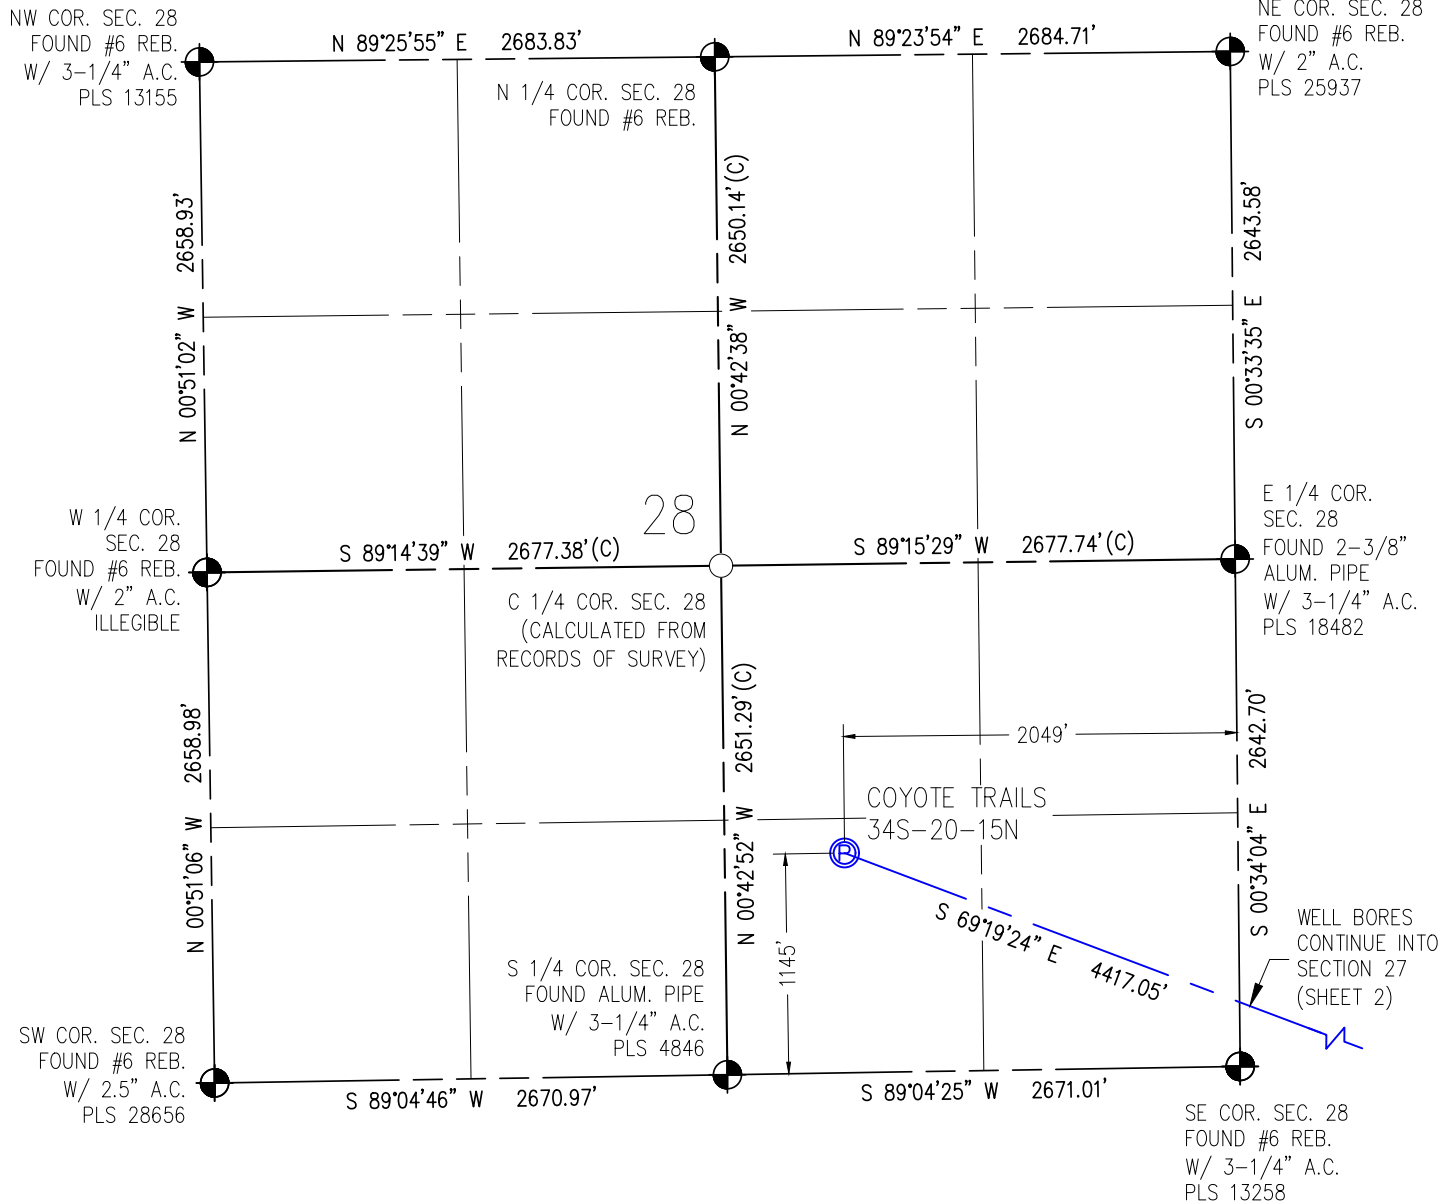 NW COR. SEC. 28
FOUND #6 REB.
W/ 3-1/4" A.C.
PLS 13155
N 89°25'55" E 2683.83'
N 1/4 COR. SEC. 28
FOUND #6 REB.
N 89°23'54" E 2684.71'
NE COR. SEC. 28
FOUND #6 REB.
W/ 2" A.C.
PLS 25937
N 00°51'02" W 2658.93'
N 00°42'38" W 2650.14'(C)
S 00°33'35" E 2643.58'
W 1/4 COR.
SEC. 28
FOUND #6 REB.
W/ 2" A.C.
ILLEGIBLE
28
S 89°14'39" W 2677.38'(C)
S 89°15'29" W 2677.74'(C)
C 1/4 COR. SEC. 28
(CALCULATED FROM
RECORDS OF SURVEY)
E 1/4 COR.
SEC. 28
FOUND 2-3/8"
ALUM. PIPE
W/ 3-1/4" A.C.
PLS 18482
N 00°51'06" W 2658.98'
N 00°42'52" W 2651.29'(C)
S 00°34'04" E 2642.70'
2049'
COYOTE TRAILS
34S-20-15N
P
1145'
S 69°19'24" E 4417.05'
WELL BORES
CONTINUE INTO
SECTION 27
(SHEET 2)
S 1/4 COR. SEC. 28
FOUND ALUM. PIPE
W/ 3-1/4" A.C.
PLS 4846
SW COR. SEC. 28
FOUND #6 REB.
W/ 2.5" A.C.
PLS 28656
S 89°04'46" W 2670.97'
S 89°04'25" W 2671.01'
SE COR. SEC. 28
FOUND #6 REB.
W/ 3-1/4" A.C.
PLS 13258